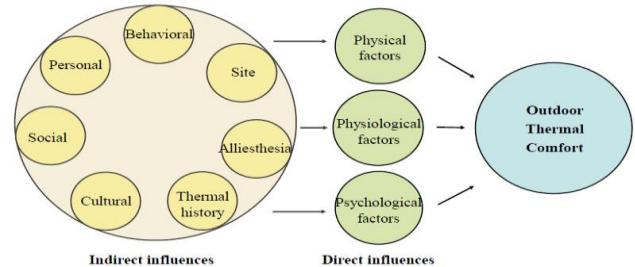 Behavioral
Personal
Site
Social
Alliesthesia
Cultural
Thermal
history
Indirect influences
Physical
factors
Physiological
factors
Psychological
factors
Direct influences
Outdoor
Thermal
Comfort